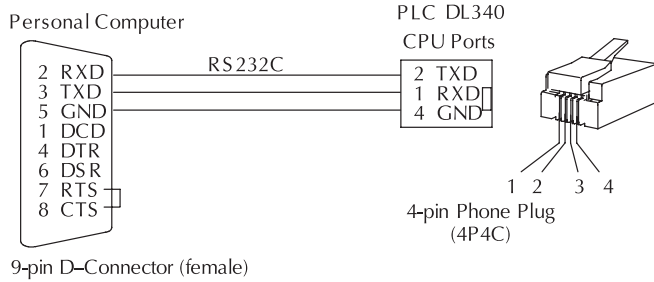 Personal Computer
PLC DL340
CPU Ports
RS232C
2 RXD
3 TXD
5 GND
1 DCD
4 DTR
6 DSR
7 RTS
8 CTS
2 TXD
1 RXD
4 GND
1 2 3 4
4-pin Phone Plug
(4P4C)
9-pin D–Connector (female)